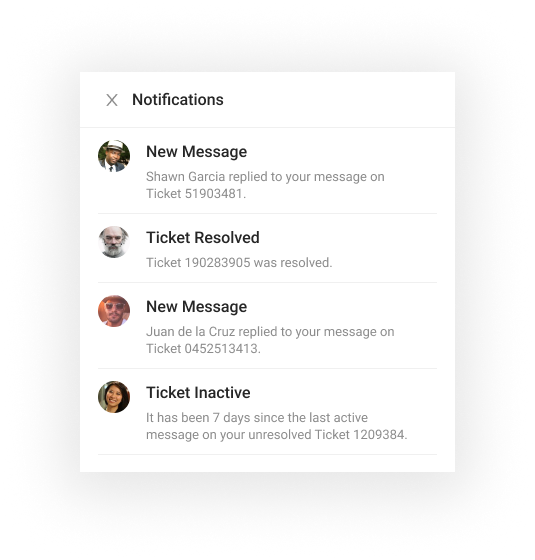 Notifications
New Message
Shawn Garcia replied to your message on
Ticket 51903481.
Ticket Resolved
Ticket 190283905 was resolved.
New Message
Juan de la Cruz replied to your message on
Ticket 0452513413.
Ticket Inactive
It has been 7 days since the last active
message on your unresolved Ticket 1209384.